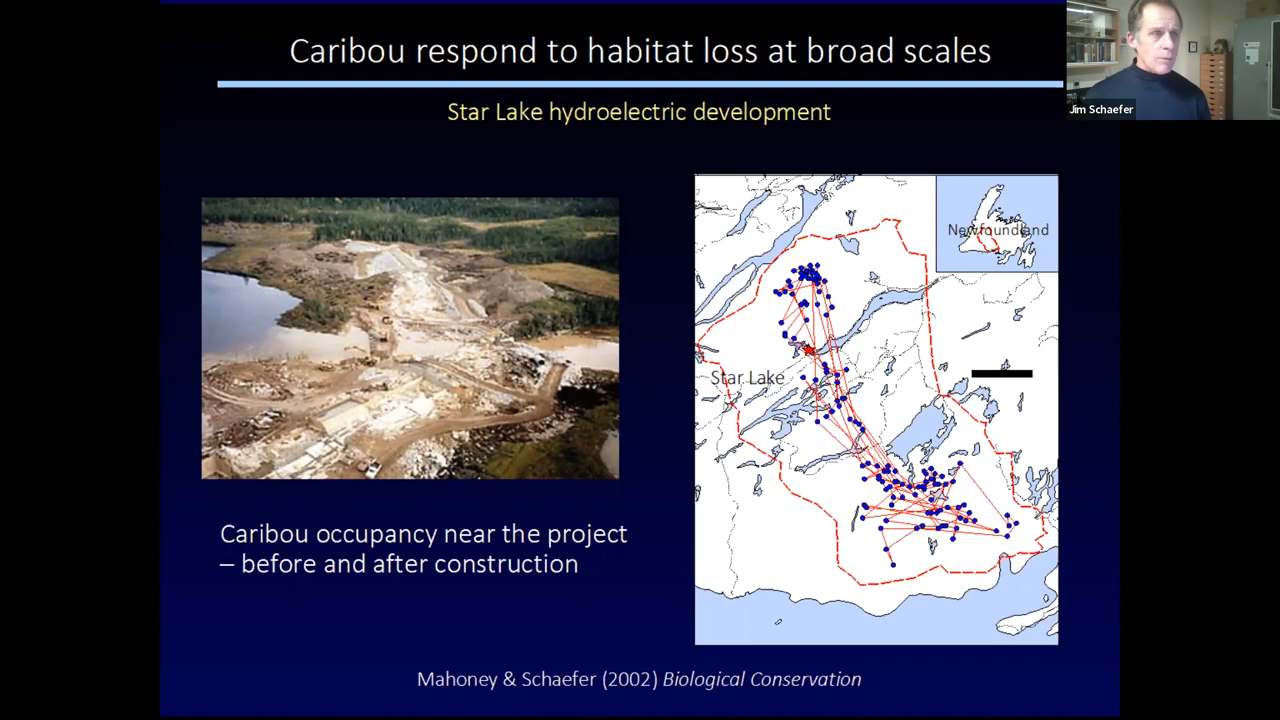 Caribou respond to habitat loss at broad scales
Jim Schaefer
Star Lake hydroelectric development
Newfoundland
Star Lake
Caribou occupancy near the project
– before and after construction
Mahoney & Schaefer (2002) Biological Conservation